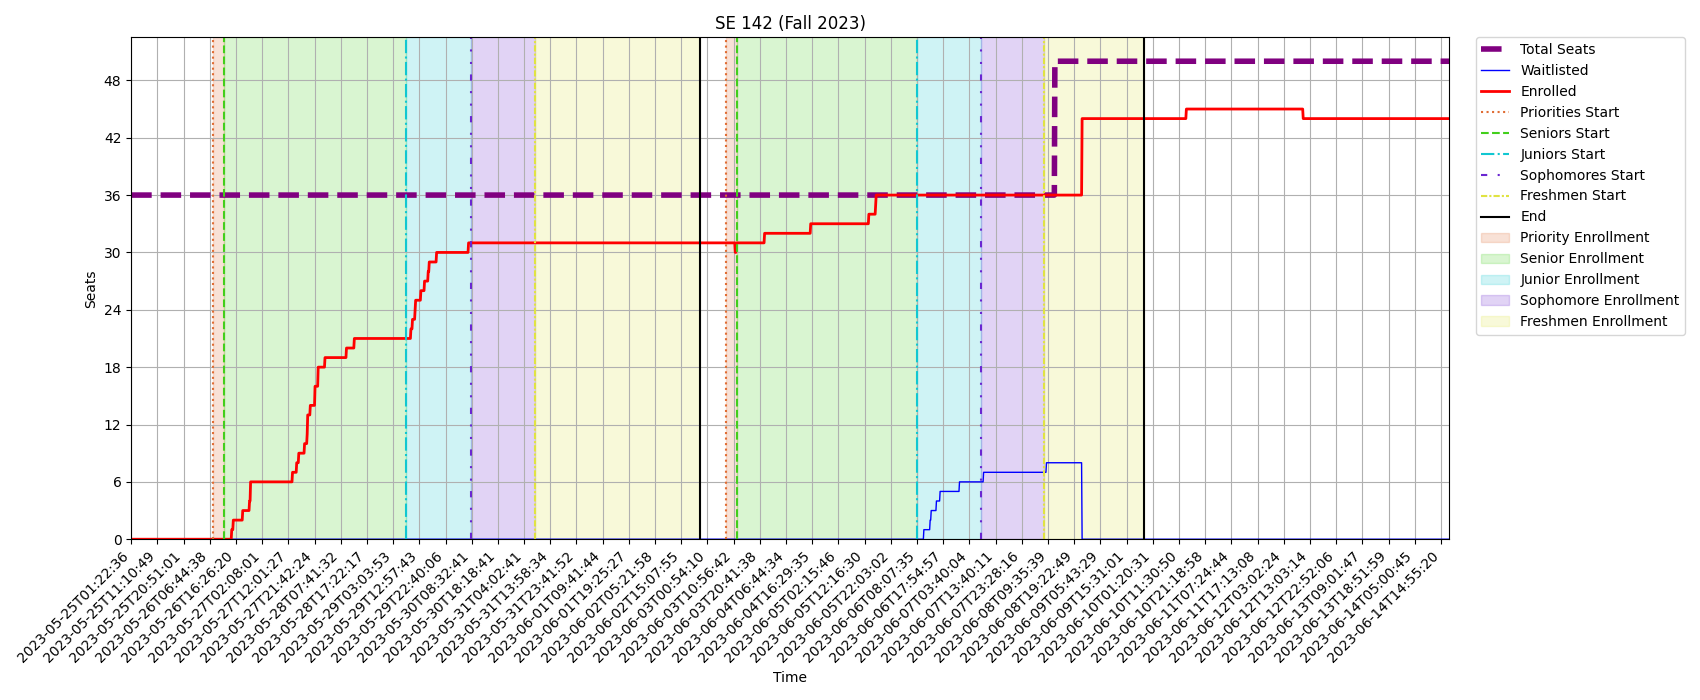 SE 142 (Fall 2023)
Seats
48
42
36
30
24
18
12
6
0
2023-05-25T01:22:36
2023-05-25T11:10:49
2023-05-25T20:51:01
2023-05-26T06:44:38
2023-05-26T16:26:20
2023-05-27T02:08:01
2023-05-27T12:01:27
2023-05-27T21:42:24
2023-05-28T07:41:32
2023-05-28T17:22:17
2023-05-29T03:03:53
2023-05-29T12:57:43
2023-05-29T22:40:06
2023-05-30T08:32:41
2023-05-30T18:18:41
2023-05-31T04:02:41
2023-05-31T13:58:34
2023-05-31T23:41:52
2023-06-01T09:41:44
2023-06-01T19:25:27
2023-06-02T05:21:58
2023-06-02T15:07:55
2023-06-03T00:54:10
2023-06-03T10:56:42
2023-06-03T20:41:38
2023-06-04T06:44:34
2023-06-04T16:29:35
2023-06-05T02:15:46
2023-06-05T12:16:30
2023-06-05T22:03:02
2023-06-06T08:07:35
2023-06-06T17:54:57
2023-06-07T03:40:04
2023-06-07T13:40:11
2023-06-07T23:28:16
2023-06-08T09:35:39
2023-06-08T19:22:49
2023-06-09T05:43:29
2023-06-09T15:31:01
2023-06-10T01:20:31
2023-06-10T11:30:50
2023-06-10T21:18:58
2023-06-11T07:24:44
2023-06-11T17:13:08
2023-06-12T03:02:24
2023-06-12T13:03:14
2023-06-12T22:52:06
2023-06-13T09:01:47
2023-06-13T18:51:59
2023-06-14T05:00:45
2023-06-14T14:55:20
Time
Total Seats
Waitlisted
Enrolled
Priorities Start
Seniors Start
Juniors Start
Sophomores Start
Freshmen Start
End
Priority Enrollment
Senior Enrollment
Junior Enrollment
Sophomore Enrollment
Freshmen Enrollment